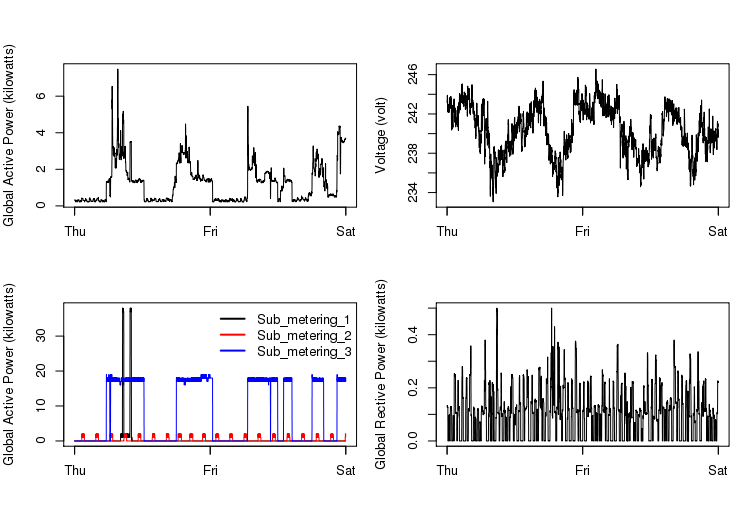 Global Active Power (kilowatts)
6
4
2
0
Thu
Fri
Sat
Voltage (volt)
246
242
238
234
Thu
Fri
Sat
Global Active Power (kilowatts)
30
20
10
0
Sub_metering_1
Sub_metering_2
Sub_metering_3
Thu
Fri
Sat
Global Rective Power (kilowatts)
0.4
0.2
0.0
Thu
Fri
Sat